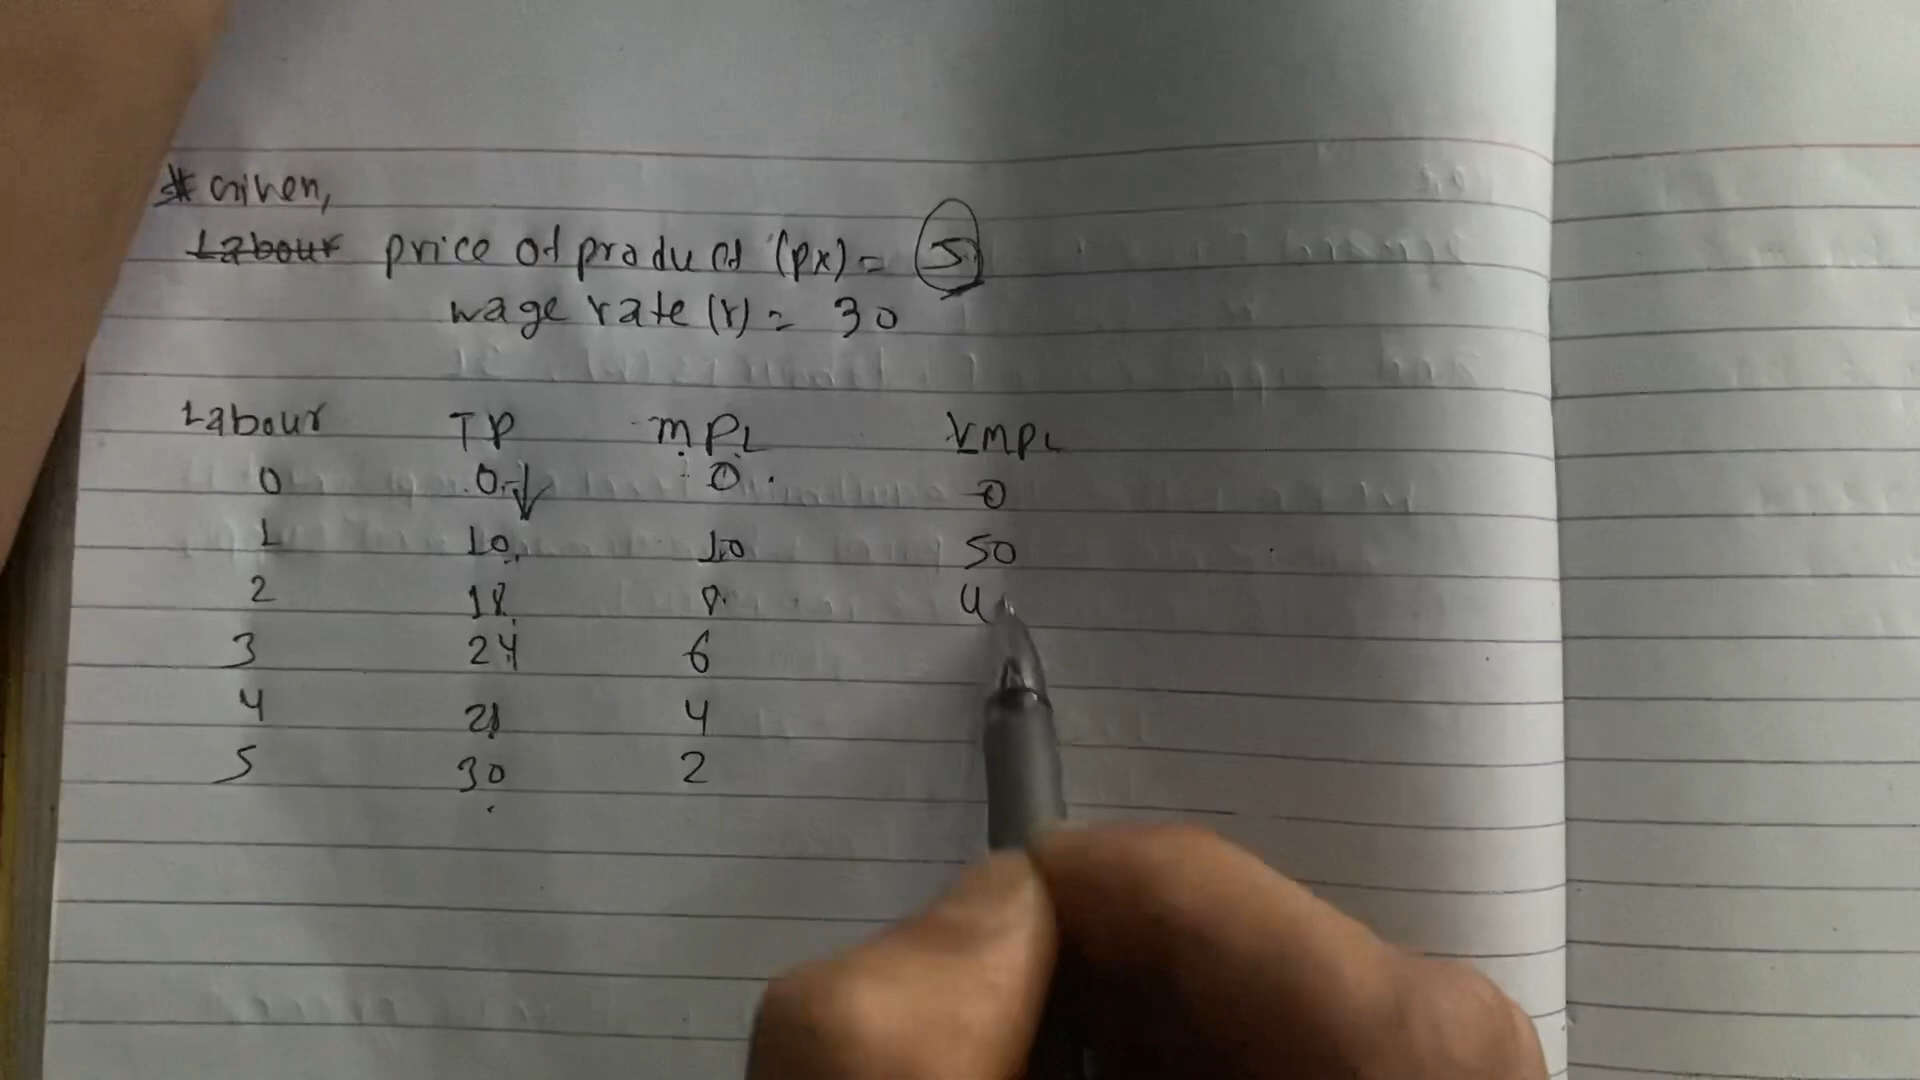 * Given,
Labour price of product (px) = 5
wage rate (r) = 30
Labour TP MPL VMPL
0 0 0 0
1 10 10 50
2 18 8 4
3 24 6
4 28 4
5 30 2